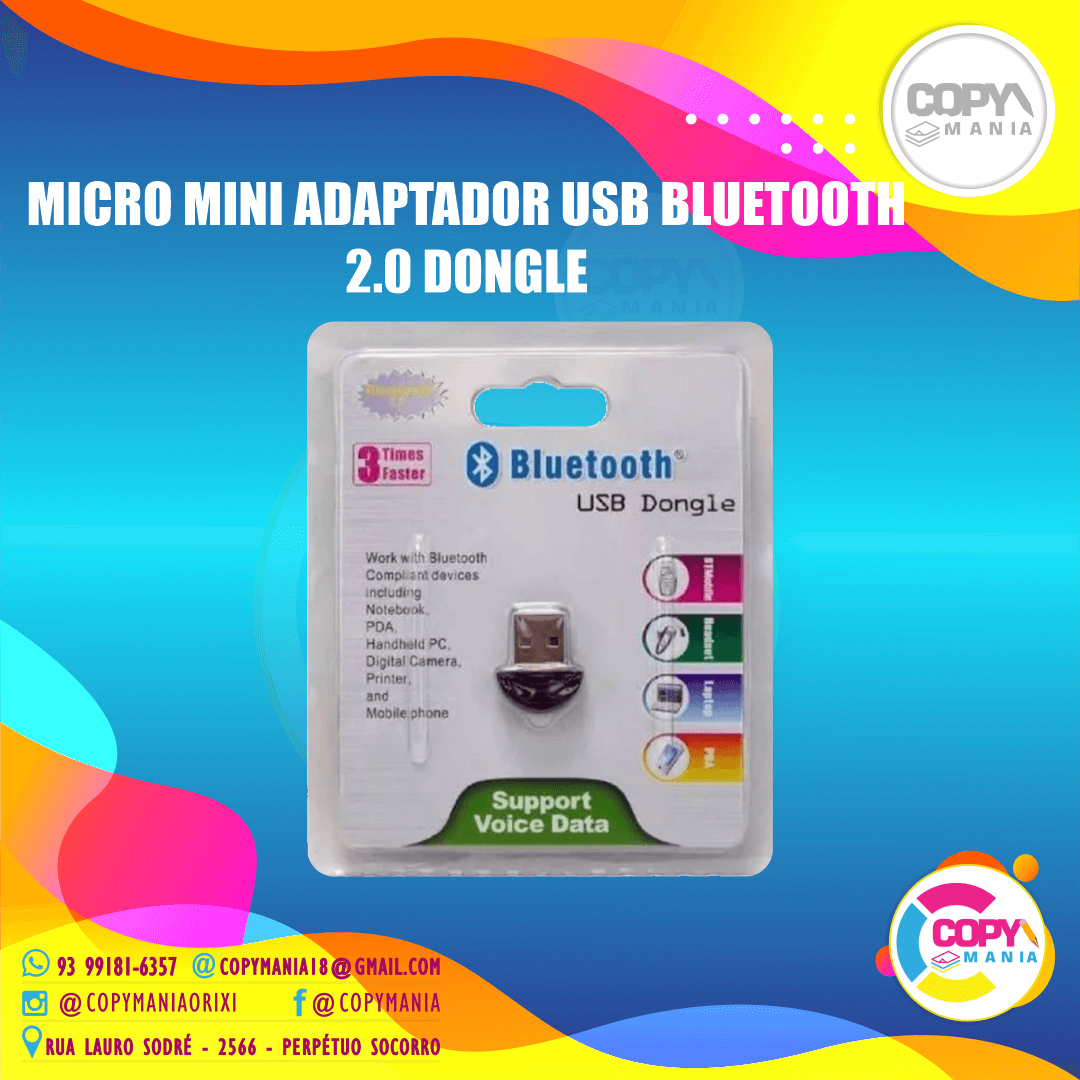 COPY
MANIA
MICRO MINI ADAPTADOR USB BLUETOOTH
2.0 DONGLE
COPY
MANIA
3 Times
Faster
Bluetooth®
USB Dongle
Work with Bluetooth
Compliant devices
including
Notebook,
PDA,
Handheld PC,
Digital Camera,
Printer,
and
Mobile phone
BTMobile
Headset
Laptop
PDA
Support
Voice Data
COPY
MANIA
93 99181-6357 @COPYMANIA18@GMAIL.COM
@COPYMANIAORIXI f @COPYMANIA
RUA LAURO SODRÉ - 2566 - PERPÉTUO SOCORRO